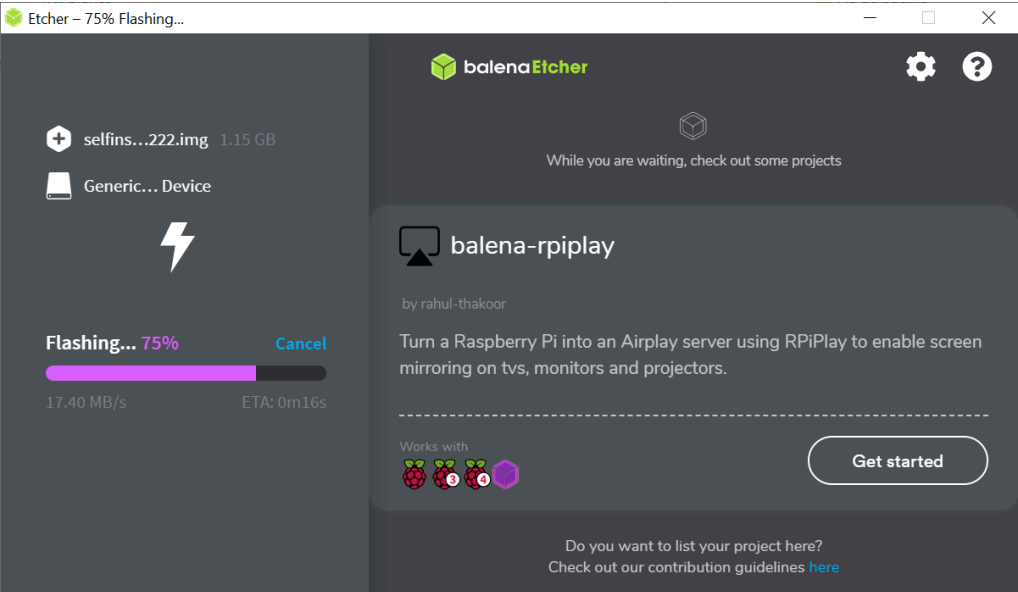 Etcher – 75% Flashing...
selfins...222.img 1.15 GB
Generic... Device
Flashing... 75% Cancel
17.40 MB/s ETA: 0m16s
balenaEtcher
While you are waiting, check out some projects
balena-rpiplay
by rahul-thakoor
Turn a Raspberry Pi into an Airplay server using RPiPlay to enable screen
mirroring on tvs, monitors and projectors.
Works with
3 4
Get started
Do you want to list your project here?
Check out our contribution guidelines here